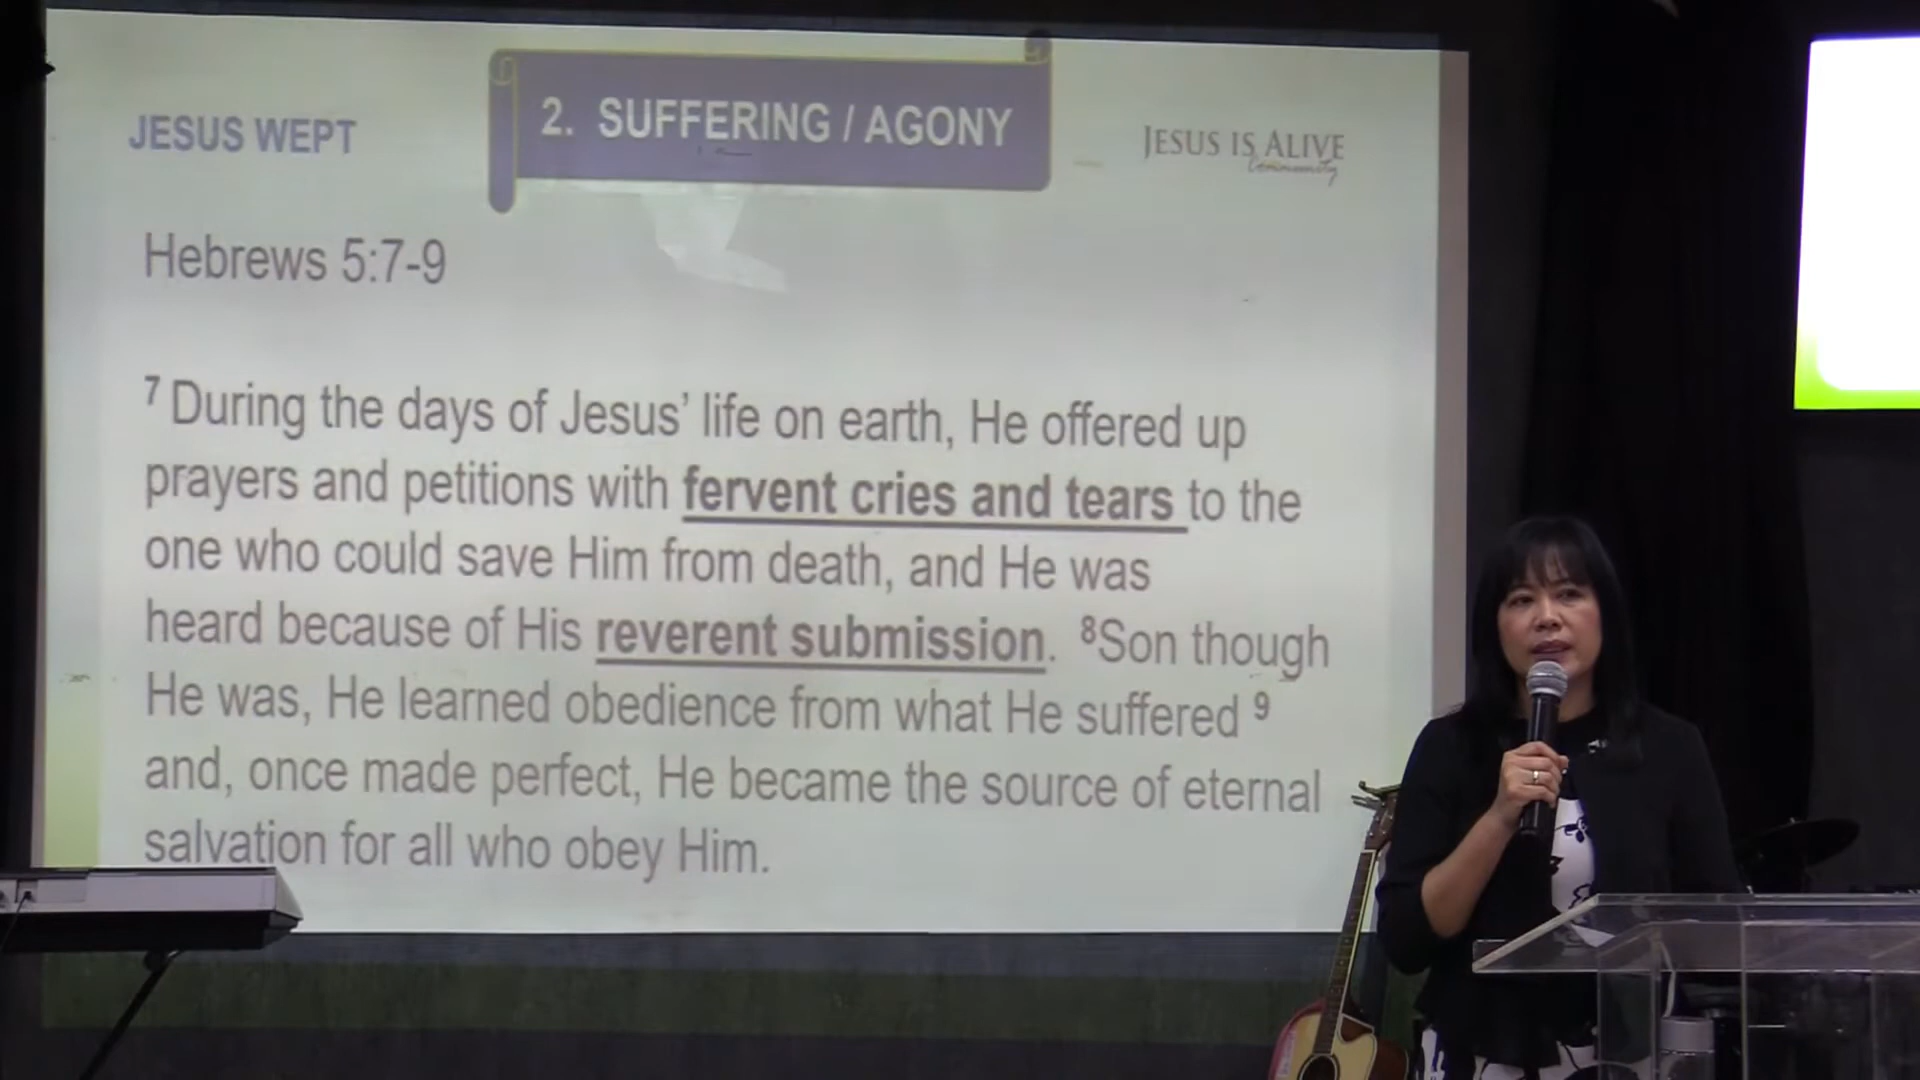 JESUS WEPT
2. SUFFERING / AGONY
JESUS IS ALIVE
Community
Hebrews 5:7-9
7 During the days of Jesus' life on earth, He offered up
prayers and petitions with fervent cries and tears to the
one who could save Him from death, and He was
heard because of His reverent submission. 8Son though
He was, He learned obedience from what He suffered 9
and, once made perfect, He became the source of eternal
salvation for all who obey Him.